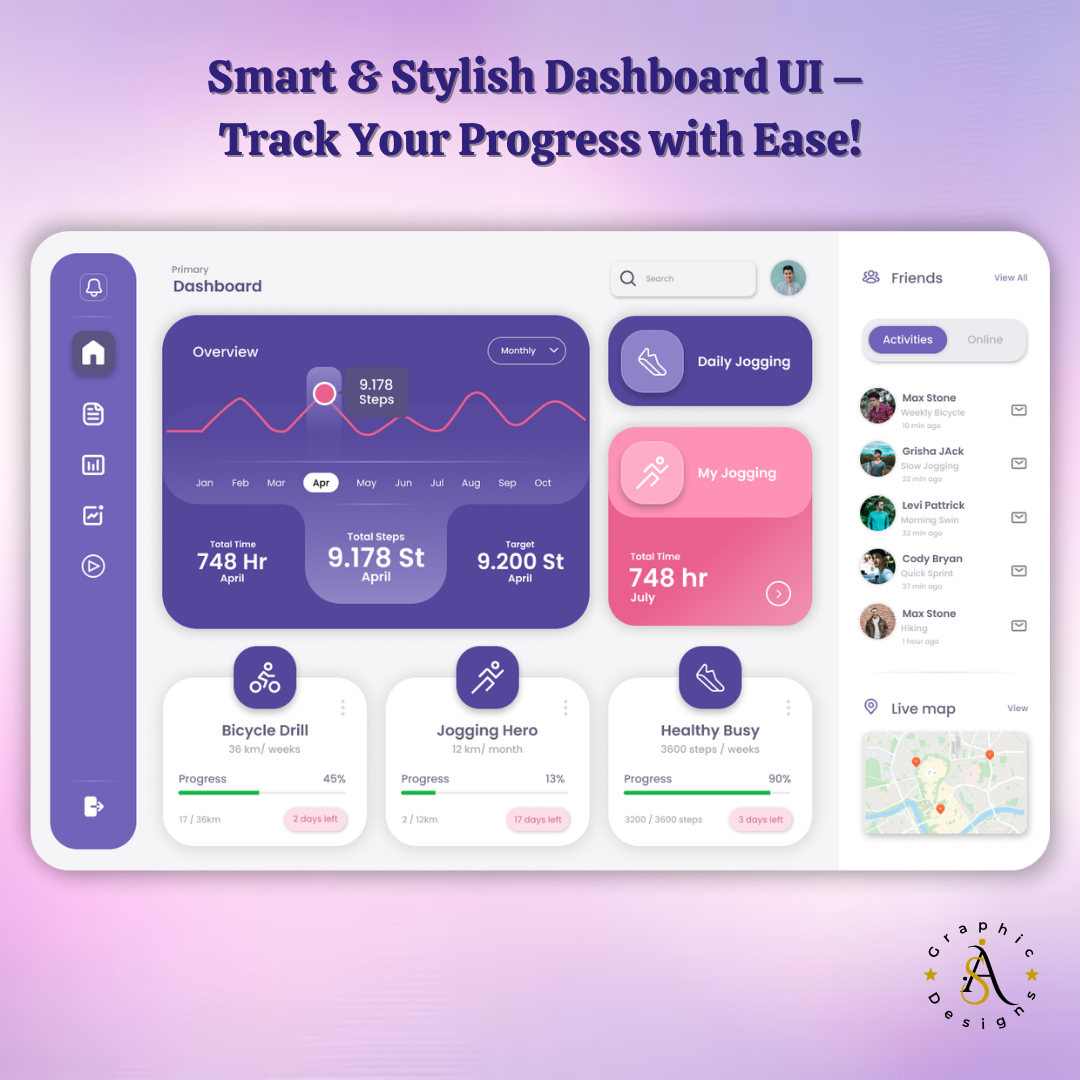 Smart & Stylish Dashboard UI –
Track Your Progress with Ease!
Primary
Dashboard
Search
Overview
Monthly
9.178
Steps
Jan Feb Mar Apr May Jun Jul Aug Sep Oct
Total Time
748 Hr
April
Total Steps
9.178 St
April
Target
9.200 St
April
Daily Jogging
My Jogging
Total Time
748 hr
July
Bicycle Drill
36 km/ weeks
Progress 45%
17 / 36km
2 days left
Jogging Hero
12 km/ month
Progress 13%
2 / 12km
17 days left
Healthy Busy
3600 steps / weeks
Progress 90%
3200 / 3600 steps
3 days left
Friends
View All
Activities
Online
Max Stone
Weekly Bicycle
10 min ago
Grisha JAck
Slow Jogging
22 min ago
Levi Pattrick
Morning Swin
32 min ago
Cody Bryan
Quick Sprint
37 min ago
Max Stone
Hiking
1 hour ago
Live map
View
Graphic
SA
Designs